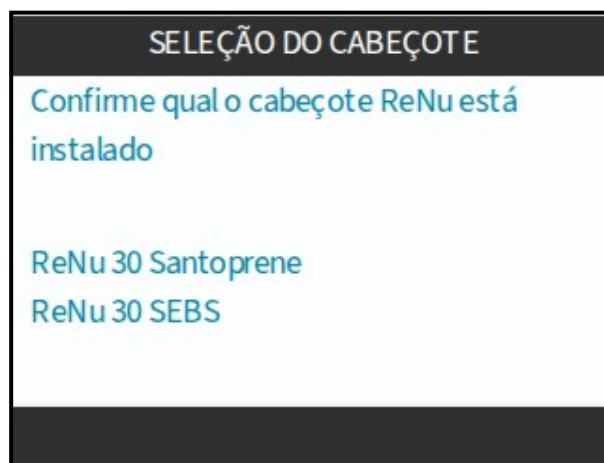 SELEÇÃO DO CABEÇOTE
Confirme qual o cabeçote ReNu está
instalado
ReNu 30 Santoprene
ReNu 30 SEBS